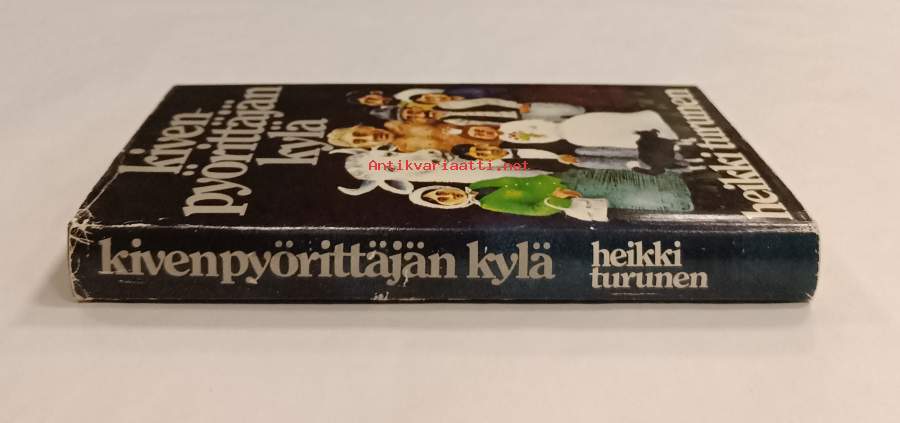 kiven-
pyörittäjän
kylä
heikki turunen
Antikvariaatti.net
kivenpyörittäjän kylä
heikki
turunen